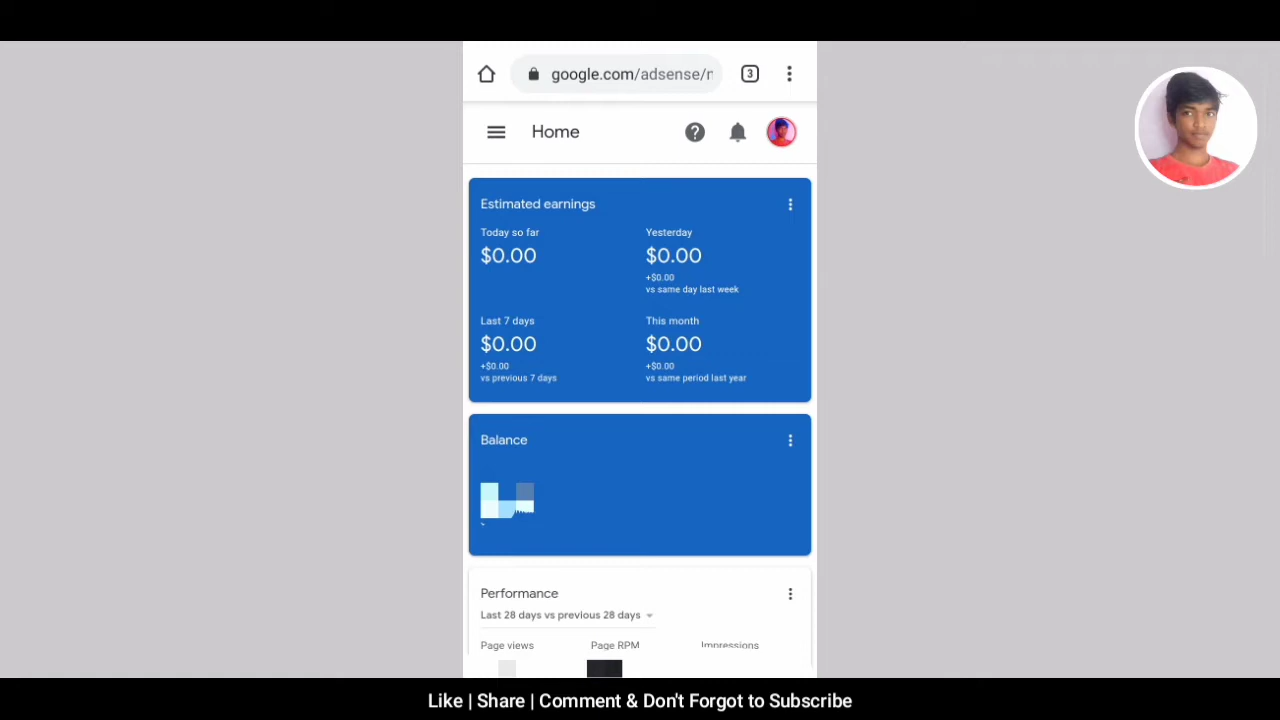 google.com/adsense/r
3
Home
Estimated earnings
Today so far
Yesterday
$0.00
$0.00
+$0.00
vs same day last week
Last 7 days
This month
$0.00
$0.00
+$0.00
+$0.00
vs previous 7 days
vs same period last year
Balance
Performance
Last 28 days vs previous 28 days
Page views
Page RPM
Impressions
Like | Share | Comment & Don't Forgot to Subscribe